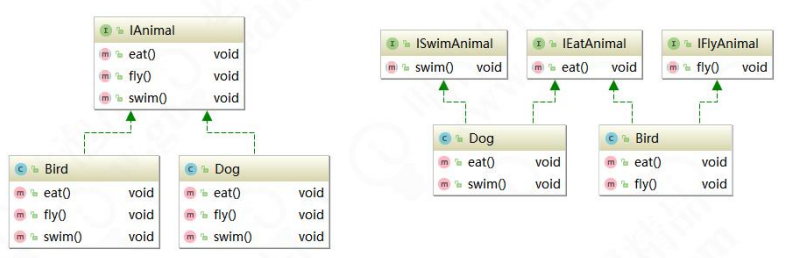 IAnimal
eat() void
fly() void
swim() void
Bird
eat() void
fly() void
swim() void
Dog
eat() void
fly() void
swim() void
ISwimAnimal
swim() void
IEatAnimal
eat() void
IFlyAnimal
fly() void
Dog
eat() void
swim() void
Bird
eat() void
fly() void